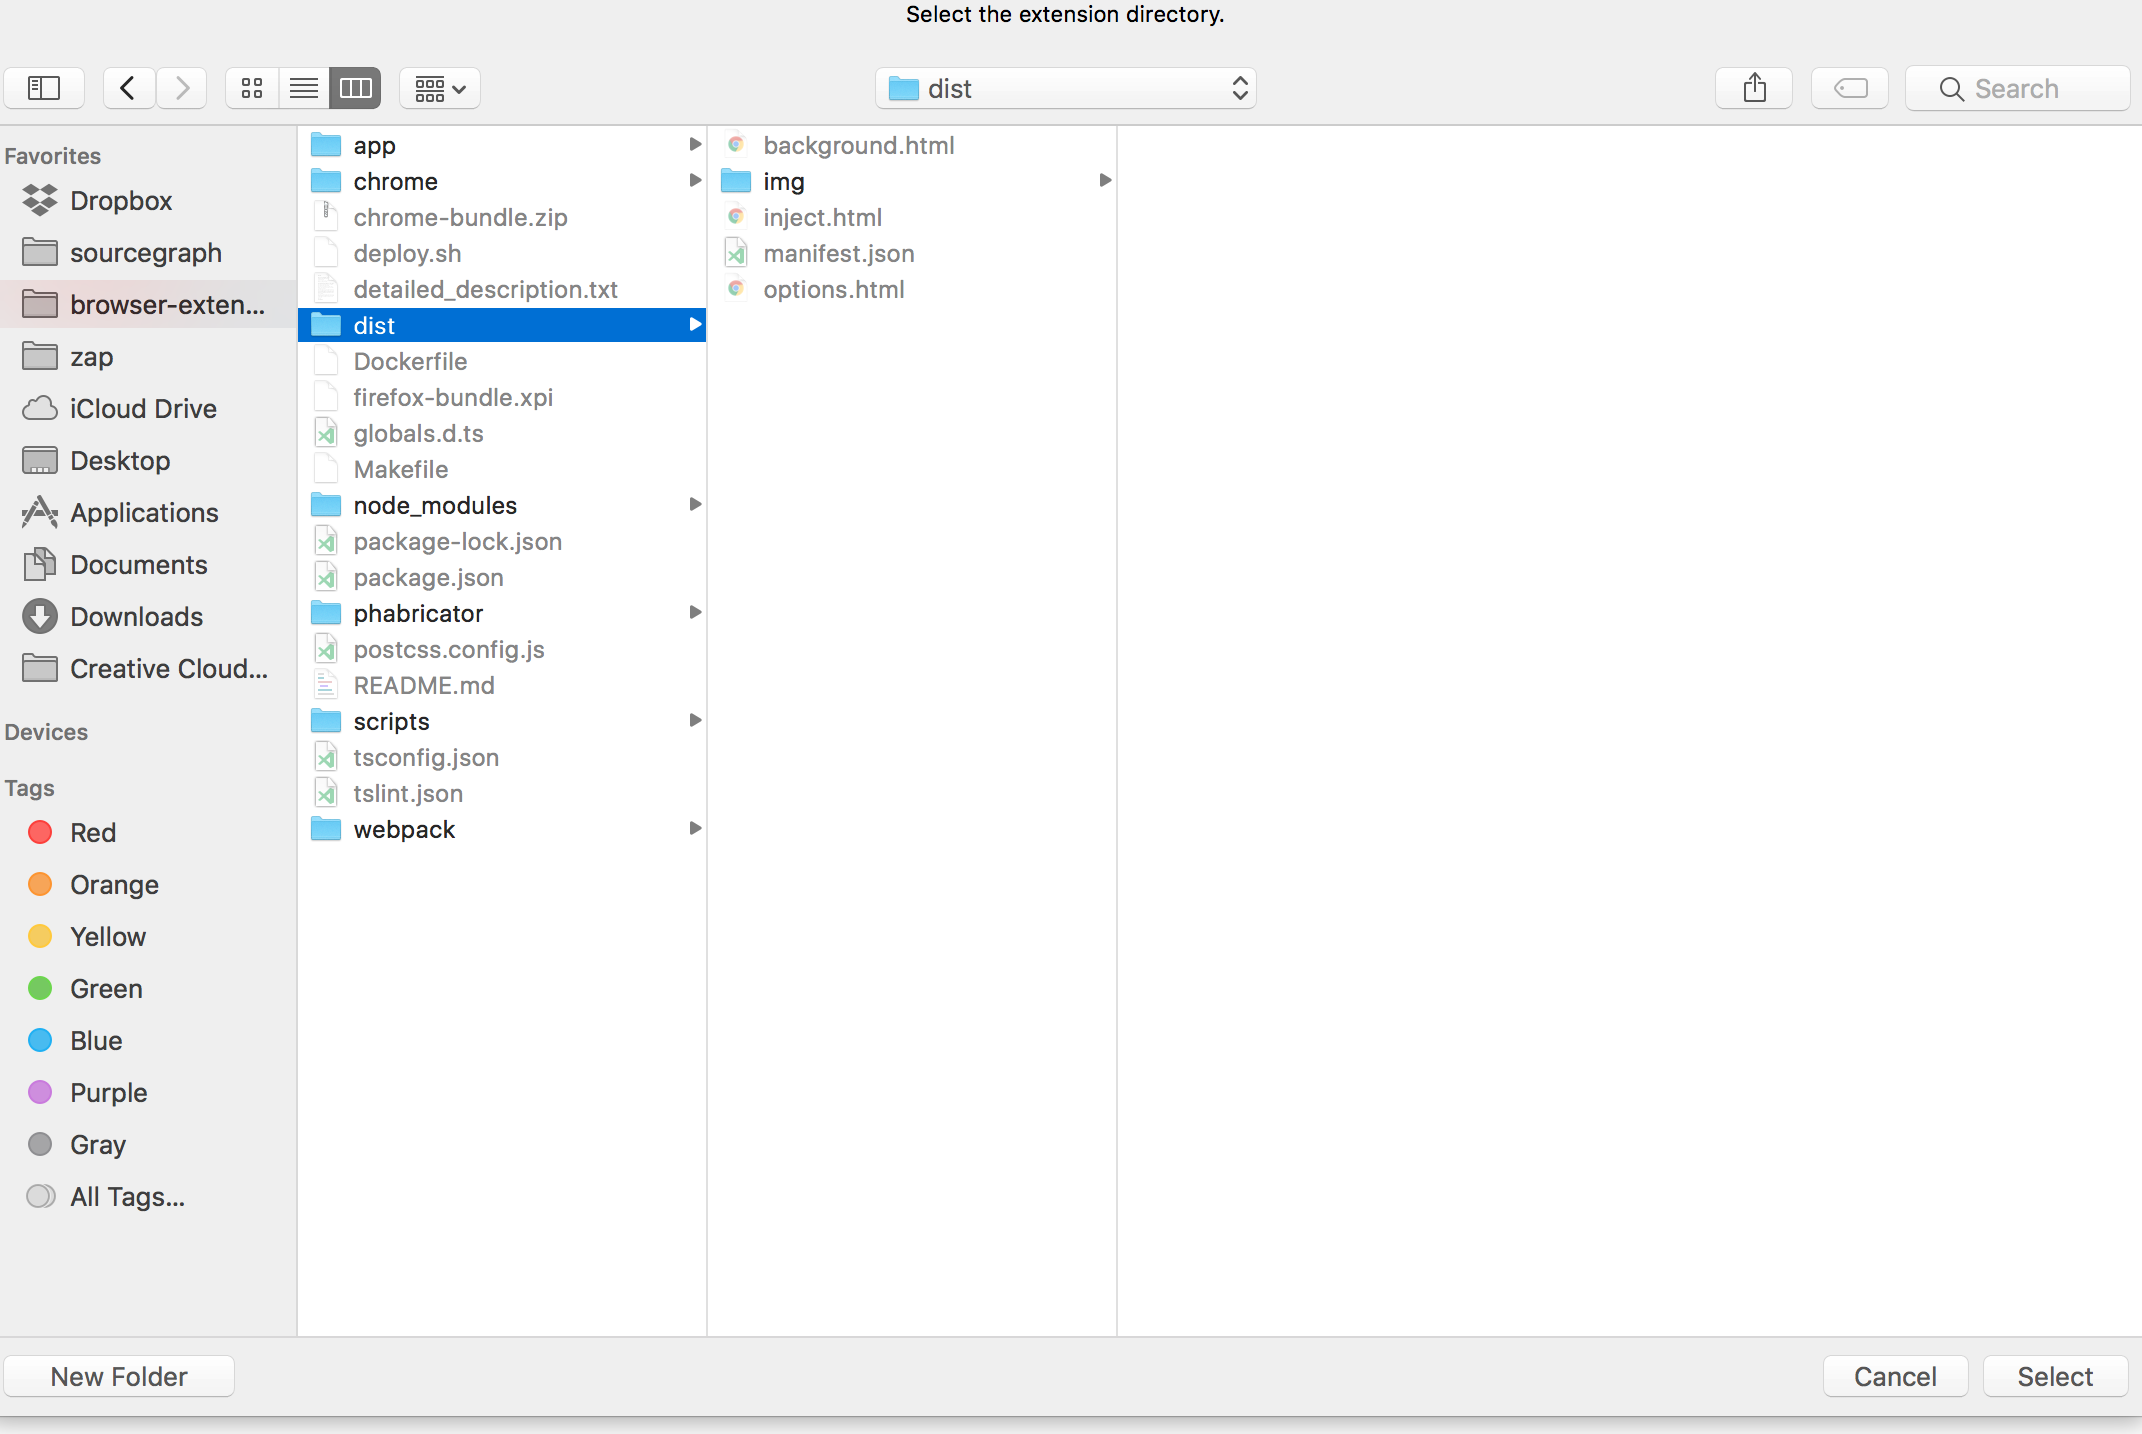 Select the extension directory.
dist
Search
Favorites
Dropbox
sourcegraph
browser-exten...
zap
iCloud Drive
Desktop
Applications
Documents
Downloads
Creative Cloud...
Devices
Tags
Red
Orange
Yellow
Green
Blue
Purple
Gray
All Tags...
app
chrome
chrome-bundle.zip
deploy.sh
detailed_description.txt
dist
Dockerfile
firefox-bundle.xpi
globals.d.ts
Makefile
node_modules
package-lock.json
package.json
phabricator
postcss.config.js
README.md
scripts
tsconfig.json
tslint.json
webpack
background.html
img
inject.html
manifest.json
options.html
New Folder
Cancel
Select